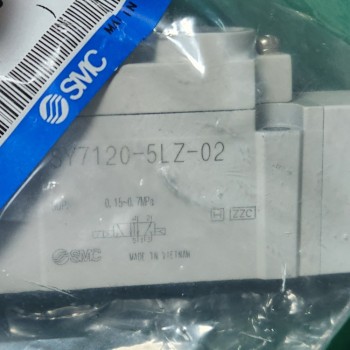 SMC
SY7120-5LZ-02
0.15~0.7MPa
ZZC
SMC MADE IN VIETNAM